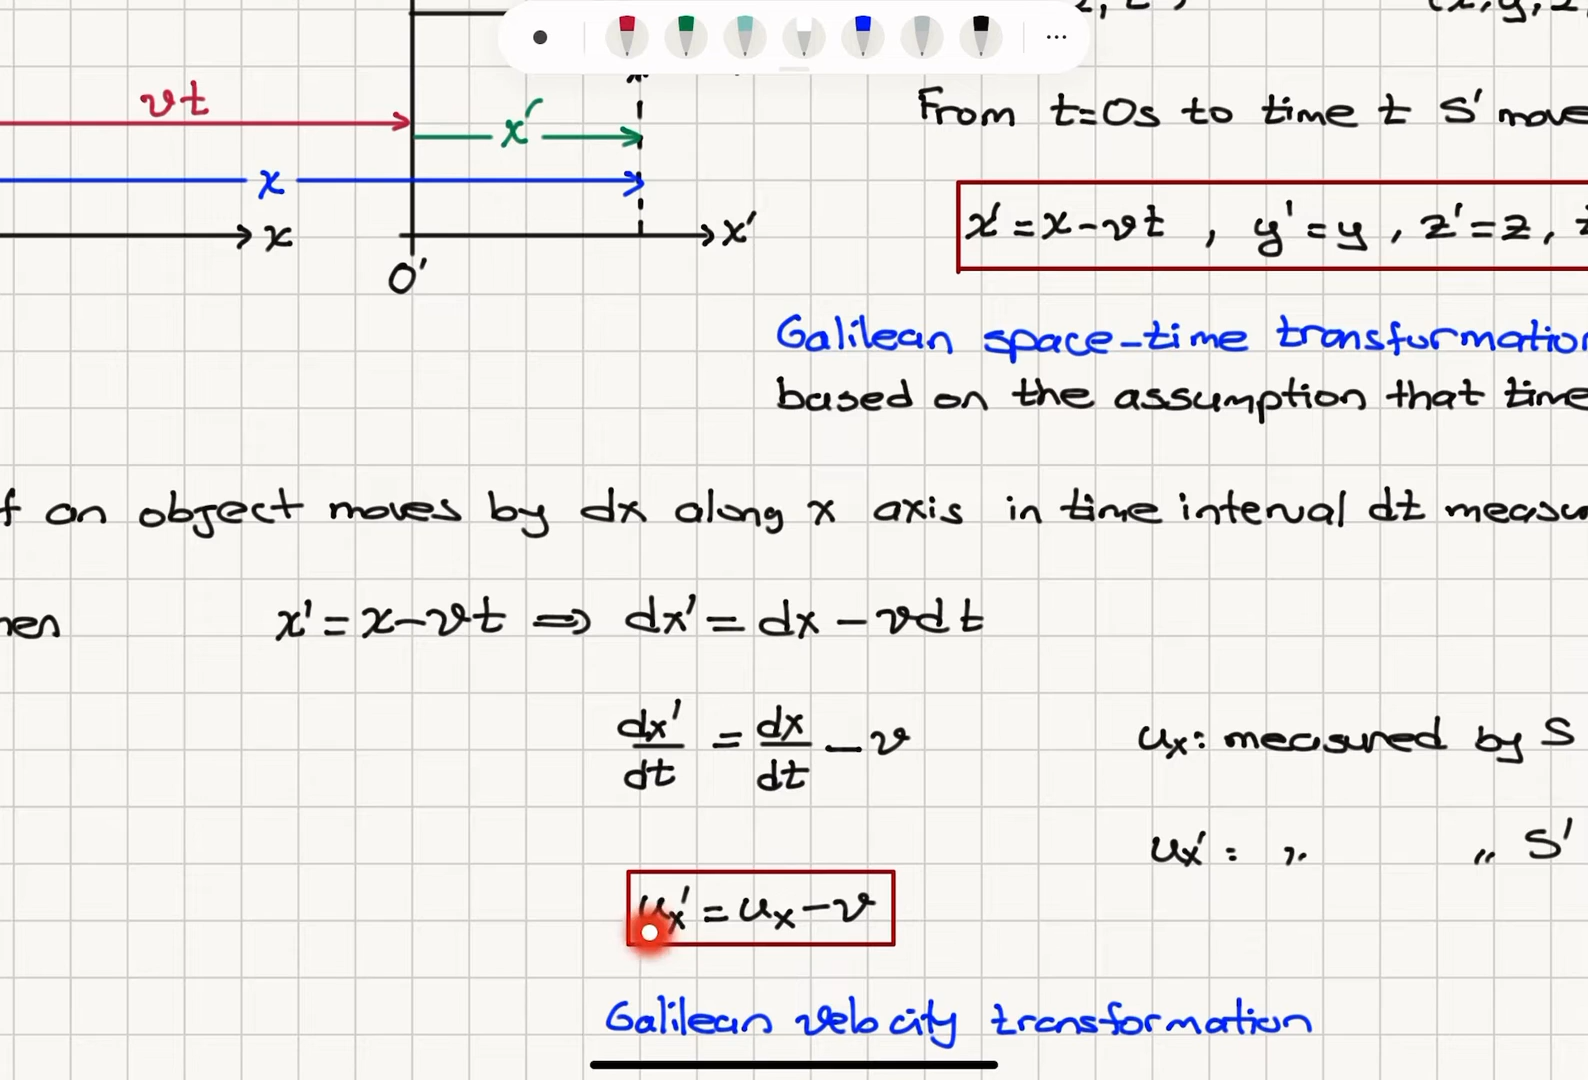 vt
x'
x
x
x'
O'
From t=0s to time t S' move
x'=x-vt , y'=y , z'=z,
Galilean space-time transformation
based on the assumption that time
f an object moves by dx along x axis in time interval dt measu
hen x'=x-vt ⇒ dx'=dx-vdt
dx'/dt = dx/dt - v
ux: measured by S
ux': " " S'
ux'=ux-v
Galilean velocity transformation